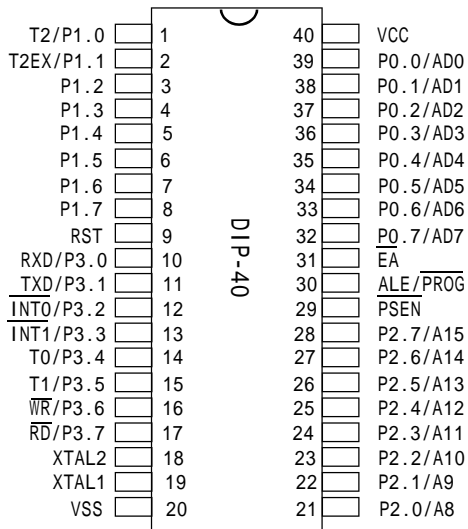 T2/P1.0 1 40 VCC
T2EX/P1.1 2 39 P0.0/AD0
P1.2 3 38 P0.1/AD1
P1.3 4 37 P0.2/AD2
P1.4 5 36 P0.3/AD3
P1.5 6 35 P0.4/AD4
P1.6 7 34 P0.5/AD5
P1.7 8 33 P0.6/AD6
RST 9 32 P0.7/AD7
RXD/P3.0 10 31 EA
TXD/P3.1 11 30 ALE/PROG
INT0/P3.2 12 29 PSEN
INT1/P3.3 13 28 P2.7/A15
T0/P3.4 14 27 P2.6/A14
T1/P3.5 15 26 P2.5/A13
WR/P3.6 16 25 P2.4/A12
RD/P3.7 17 24 P2.3/A11
XTAL2 18 23 P2.2/A10
XTAL1 19 22 P2.1/A9
VSS 20 21 P2.0/A8
DIP-40